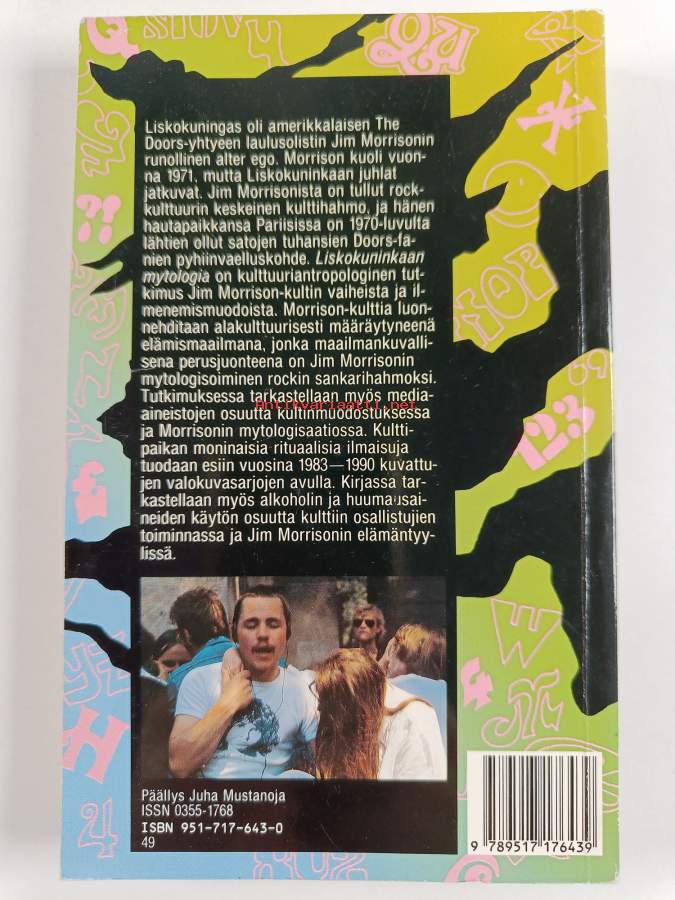 Liskokuningas oli amerikkalaisen The
Doors-yhtyeen laulusolistin Jim Morrisonin
runollinen alter ego. Morrison kuoli vuon-
na 1971, mutta Liskokuninkaan juhlat
jatkuvat. Jim Morrisonista on tullut rock-
kulttuurin keskeinen kulttihahmo, ja hänen
hautapaikkansa Pariisissa on 1970-luvulta
lähtien ollut satojen tuhansien Doors-fa-
nien pyhiinvaelluskohde. Liskokuninkaan
mytologia on kulttuuriantropologinen tut-
kimus Jim Morrison-kultin vaiheista ja il-
menemismuodoista. Morrison-kulttia luon-
nehditaan alakulttuurisesti määräytyneenä
elämismaailmana, jonka maailmankuvalli-
sena perusjuonteena on Jim Morrisonin
mytologisoiminen rockin sankarihahmoksi.
Tutkimuksessa tarkastellaan myös media-
aineistojen osuutta kultinmuodostuksessa
Antikvariaatti.net
ja Morrisonin mytologisaatiossa. Kultti-
paikan moninaisia rituaalisia ilmaisuja
tuodaan esiin vuosina 1983—1990 kuvattu-
jen valokuvasarjojen avulla. Kirjassa tar-
kastellaan myös alkoholin ja huumausai-
neiden käytön osuutta kulttiin osallistujien
toiminnassa ja Jim Morrisonin elämäntyy-
lissä.
Päällys Juha Mustanoja
ISSN 0355-1768
ISBN 951-717-643-0
49
9 789517 176439
??
123
H
4
W